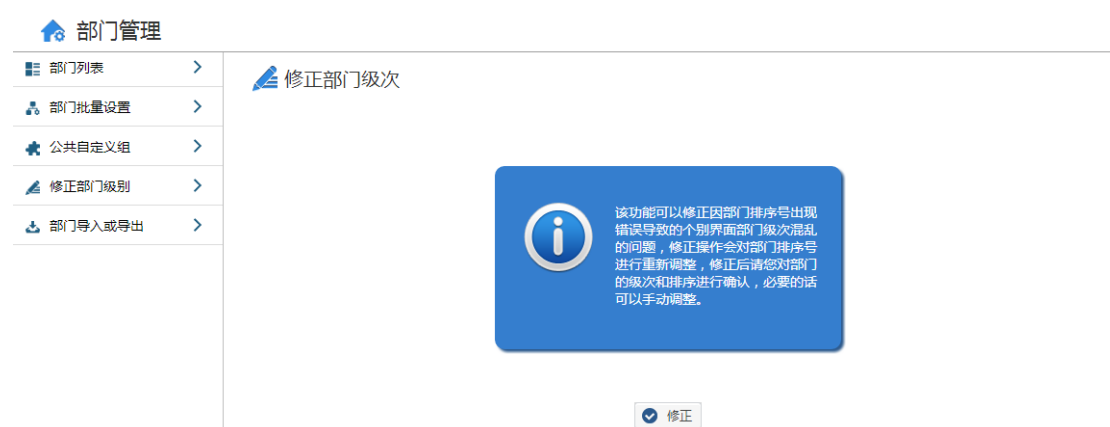 部门管理
部门列表
部门批量设置
公共自定义组
修正部门级别
部门导入或导出
修正部门级次
该功能可以修正因部门排序号出现
错误导致的个别界面部门级次混乱
的问题，修正操作会对部门排序号
进行重新调整，修正后请您对部门
的级次和排序进行确认，必要的话
可以手动调整。
修正